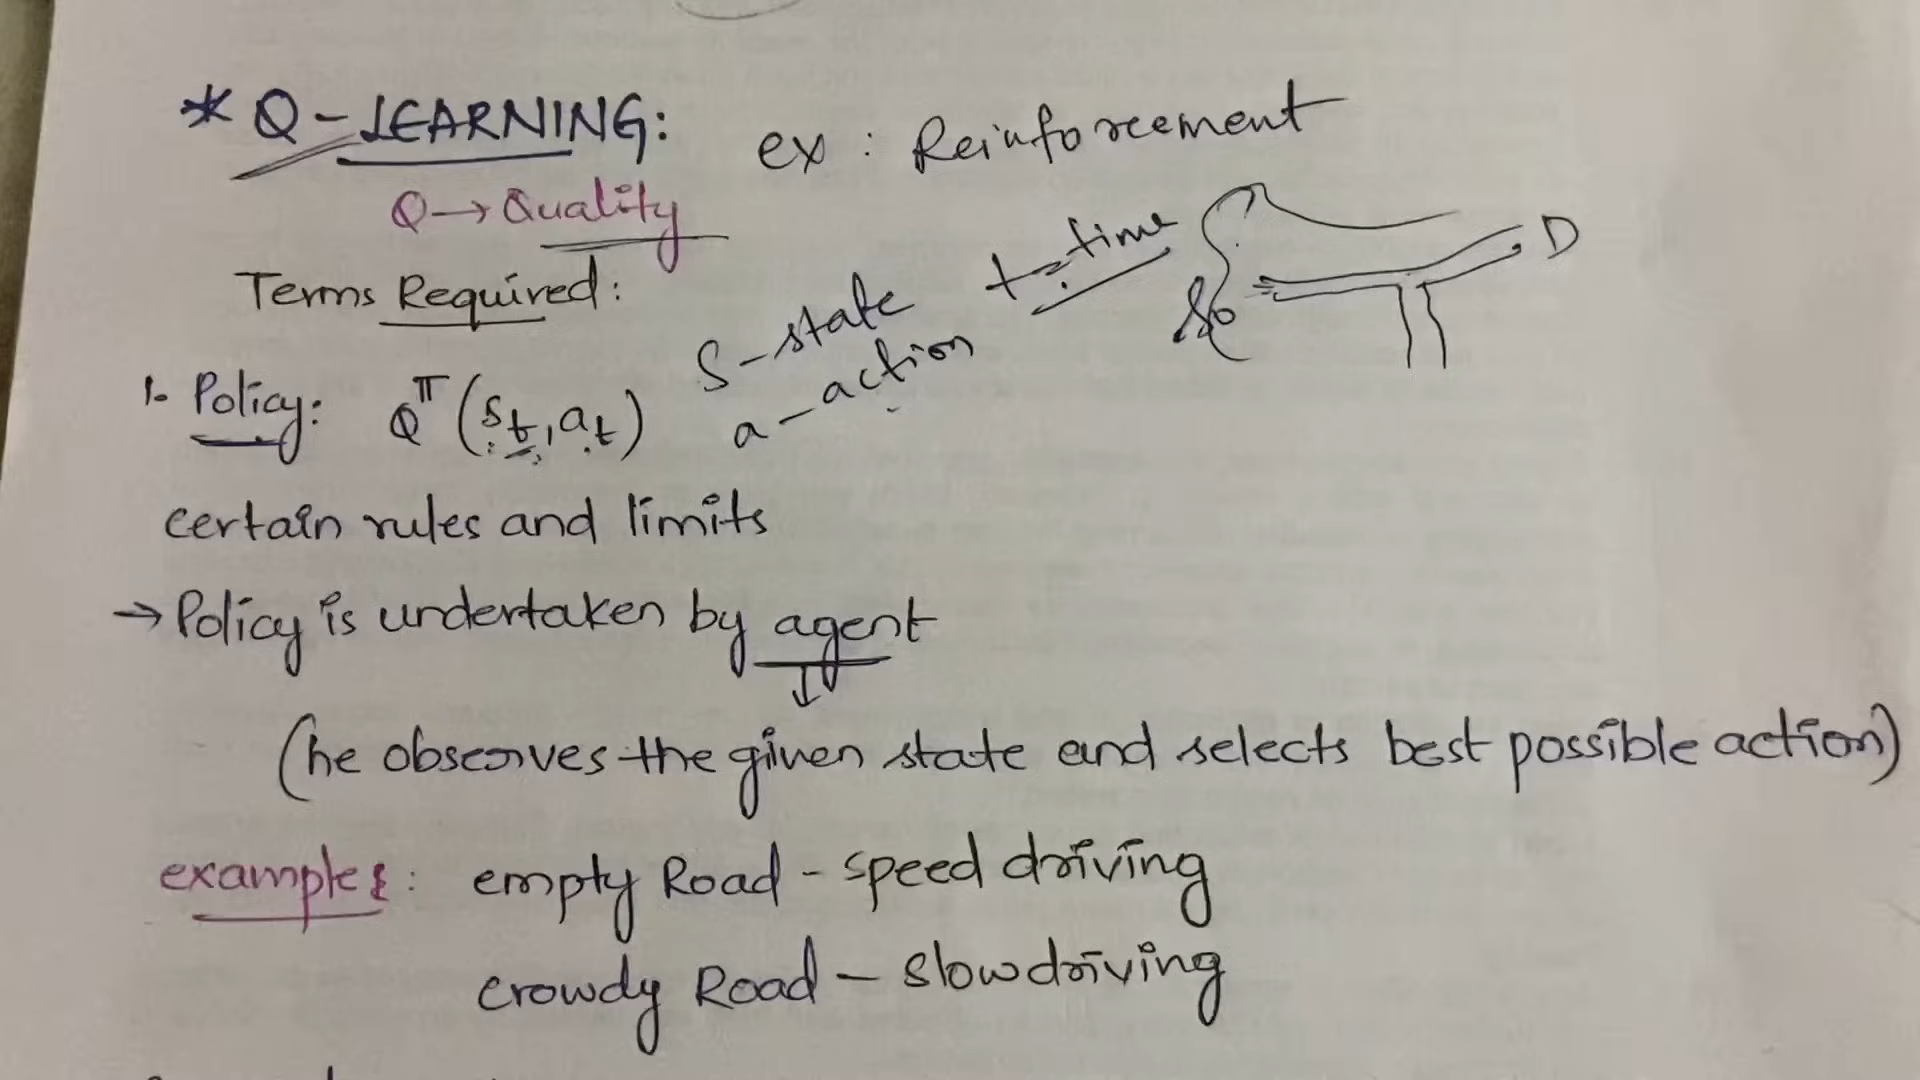 * Q-LEARNING: ex: Reinforcement
Q→Quality
Terms Required:
S-state
a-action
t=time
So
D
1. Policy: Q^π (s_t, a_t)
certain rules and limits
→ Policy is undertaken by agent
↓
(he observes the given state and selects best possible action)
examples: empty Road - speed driving
crowdy Road - slow driving